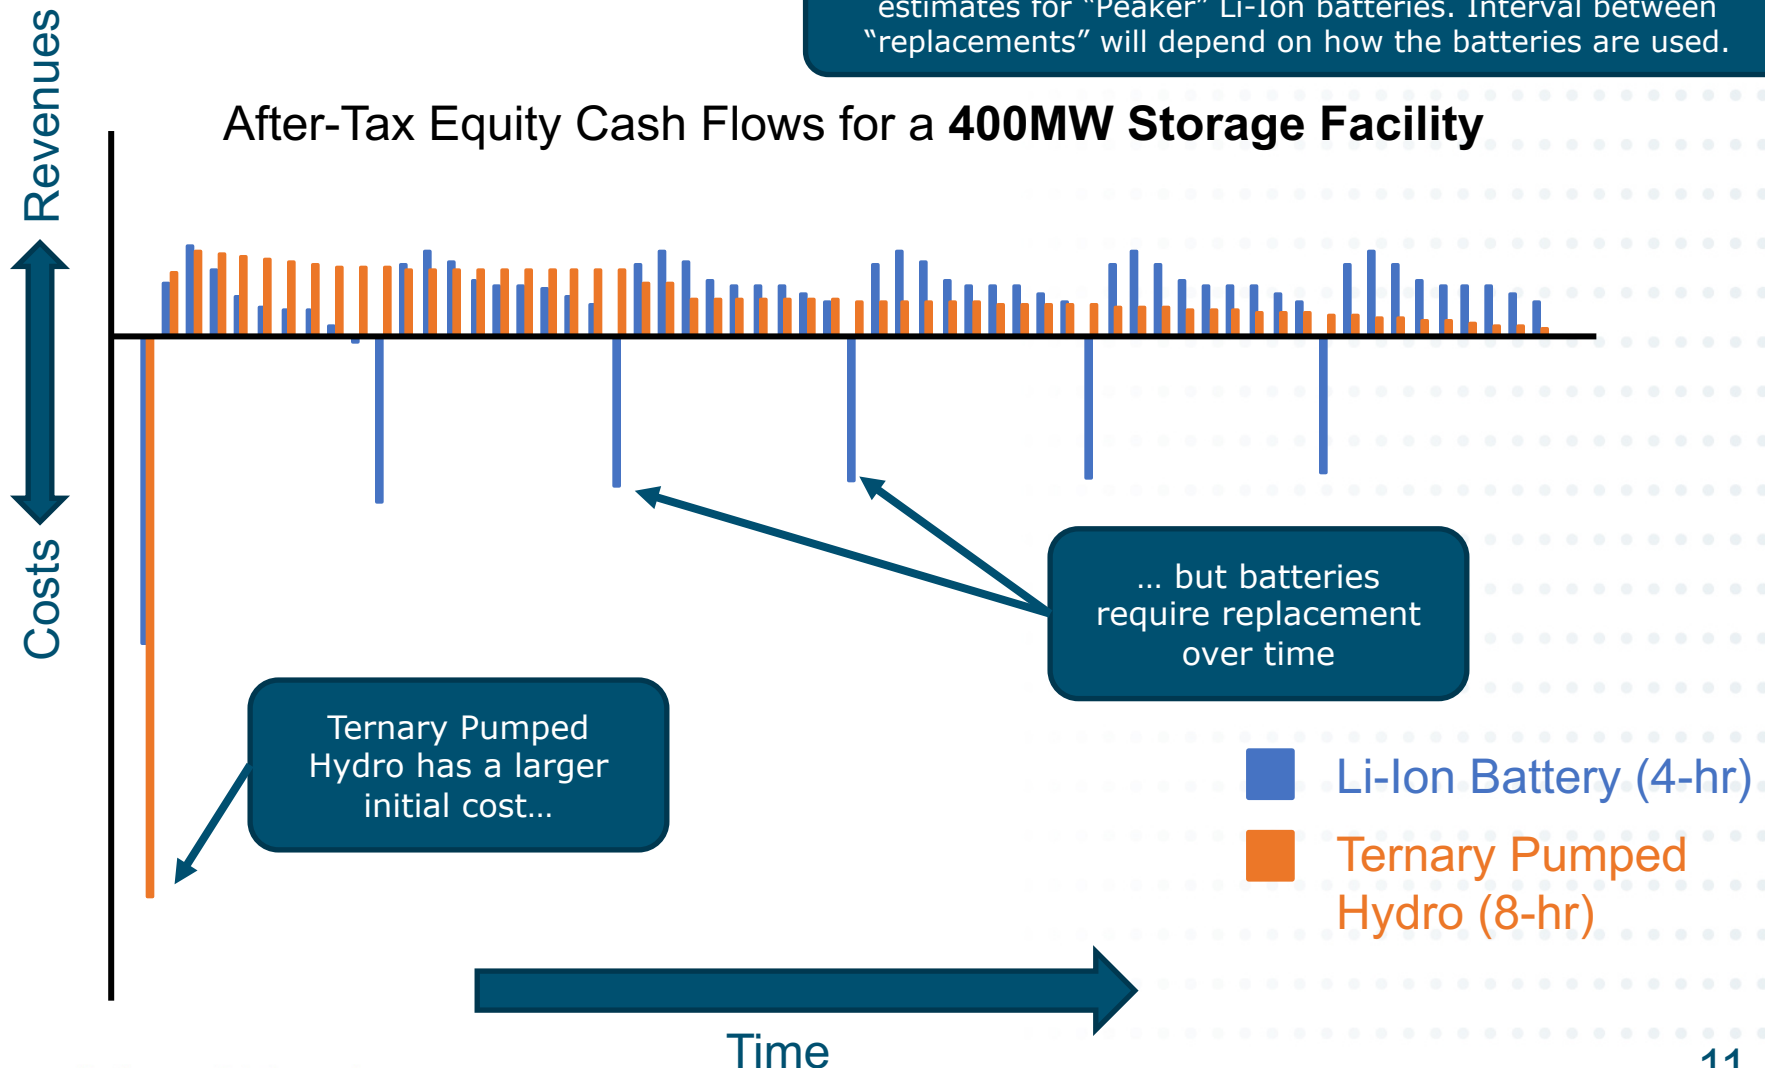 estimates for “Peaker” Li-Ion batteries. Interval between
“replacements” will depend on how the batteries are used.
After-Tax Equity Cash Flows for a 400MW Storage Facility
Revenues
Costs
… but batteries
require replacement
over time
Ternary Pumped
Hydro has a larger
initial cost…
Li-Ion Battery (4-hr)
Ternary Pumped
Hydro (8-hr)
Time
11